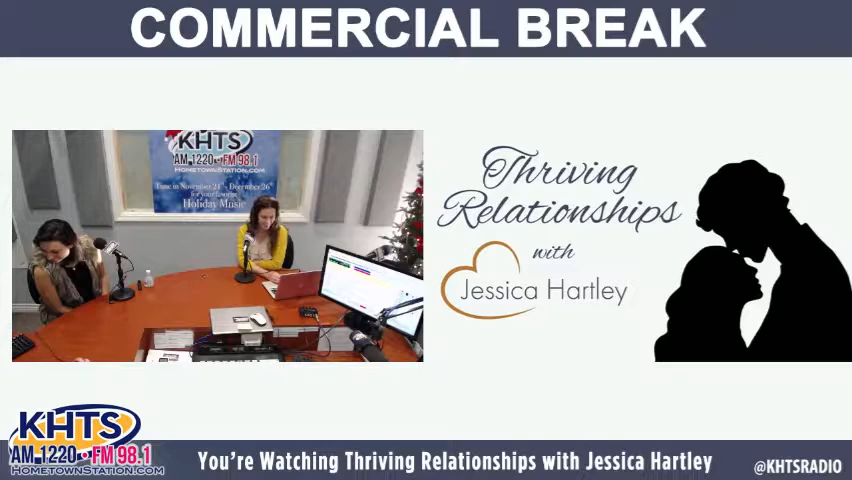 COMMERCIAL BREAK
KHTS
AM 1220 • FM 98.1
HOMETOWNSTATION.COM
Tune in November 24th - December 26th
for your favorite
Holiday Music
Thriving
Relationships
with
Jessica Hartley
KHTS
AM 1220 • FM 98.1
HOMETOWNSTATION.COM
You're Watching Thriving Relationships with Jessica Hartley
@KHTSRADIO